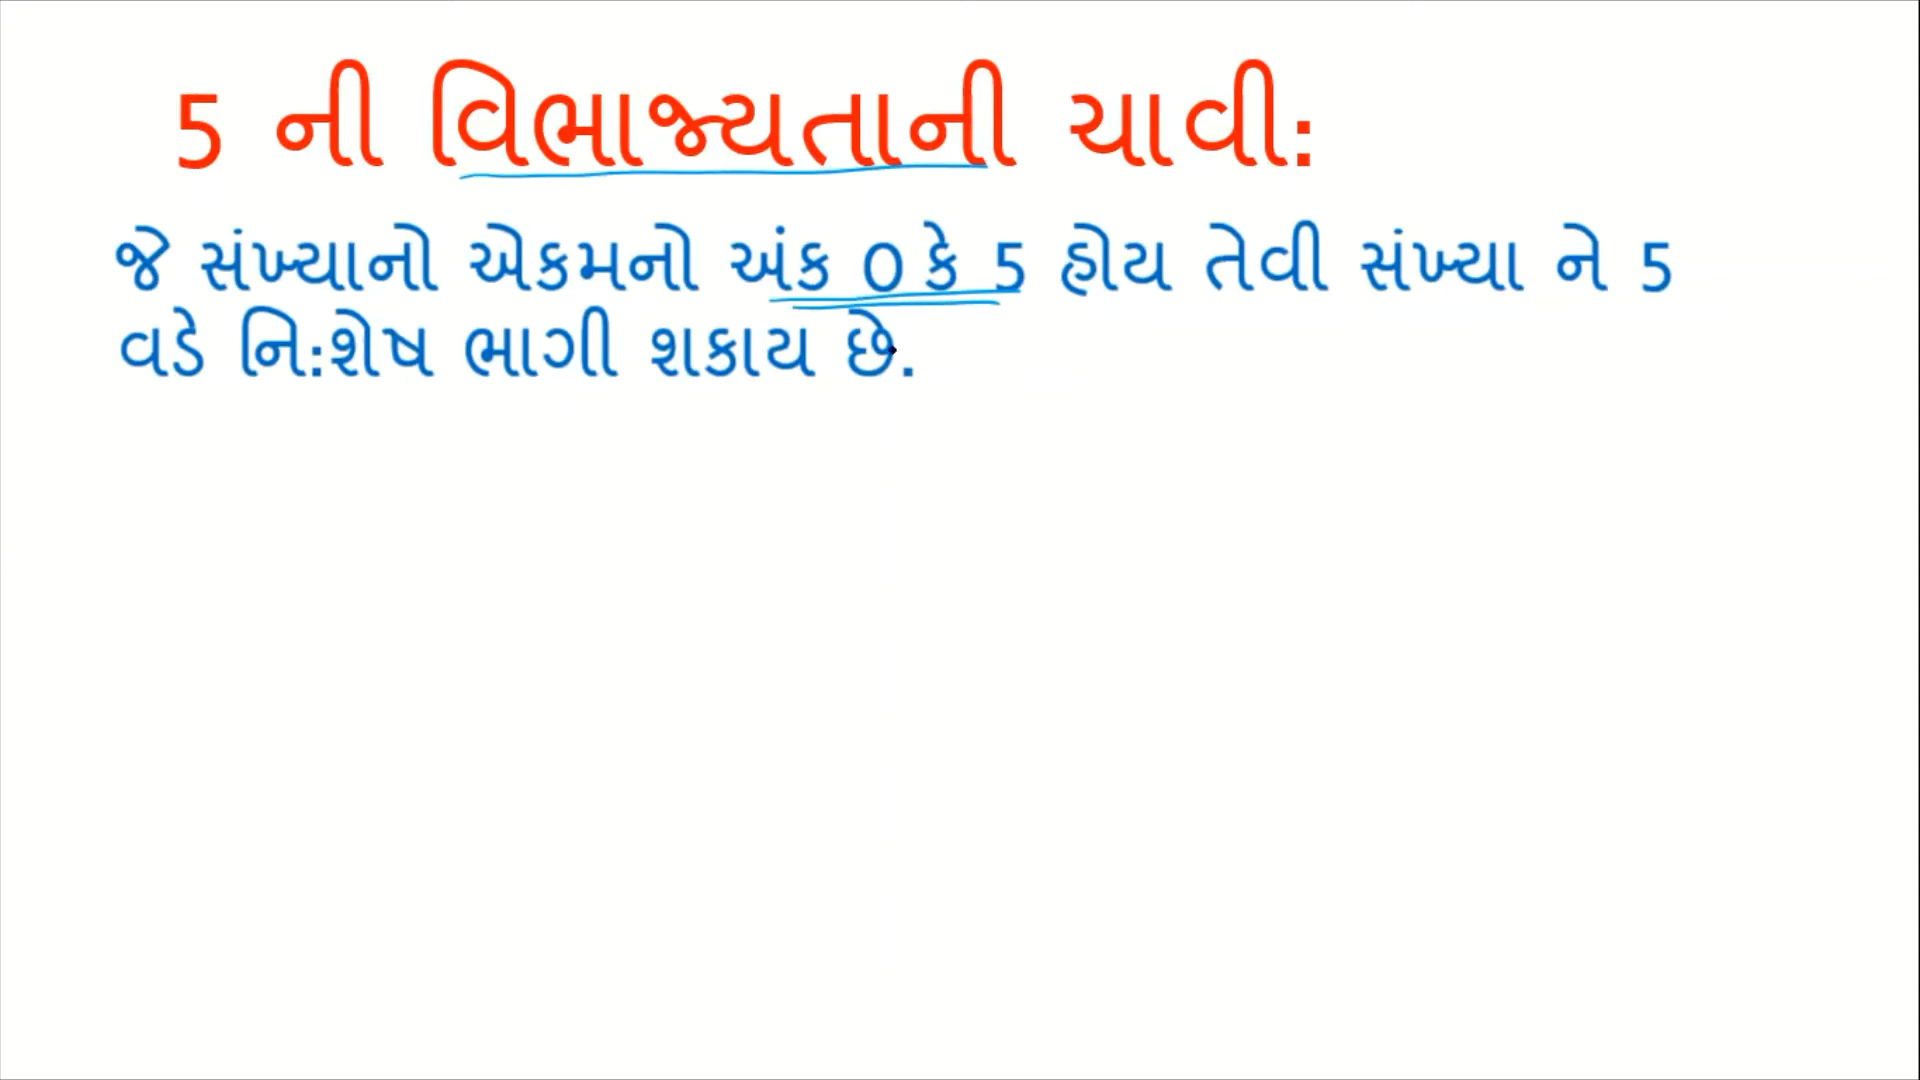 5 ની વિભાજ્યતાની ચાવી:
જે સંખ્યાનો એકમનો અંક 0 કે 5 હોય તેવી સંખ્યા ને 5
વડે નિ:શેષ ભાગી શકાય છે.